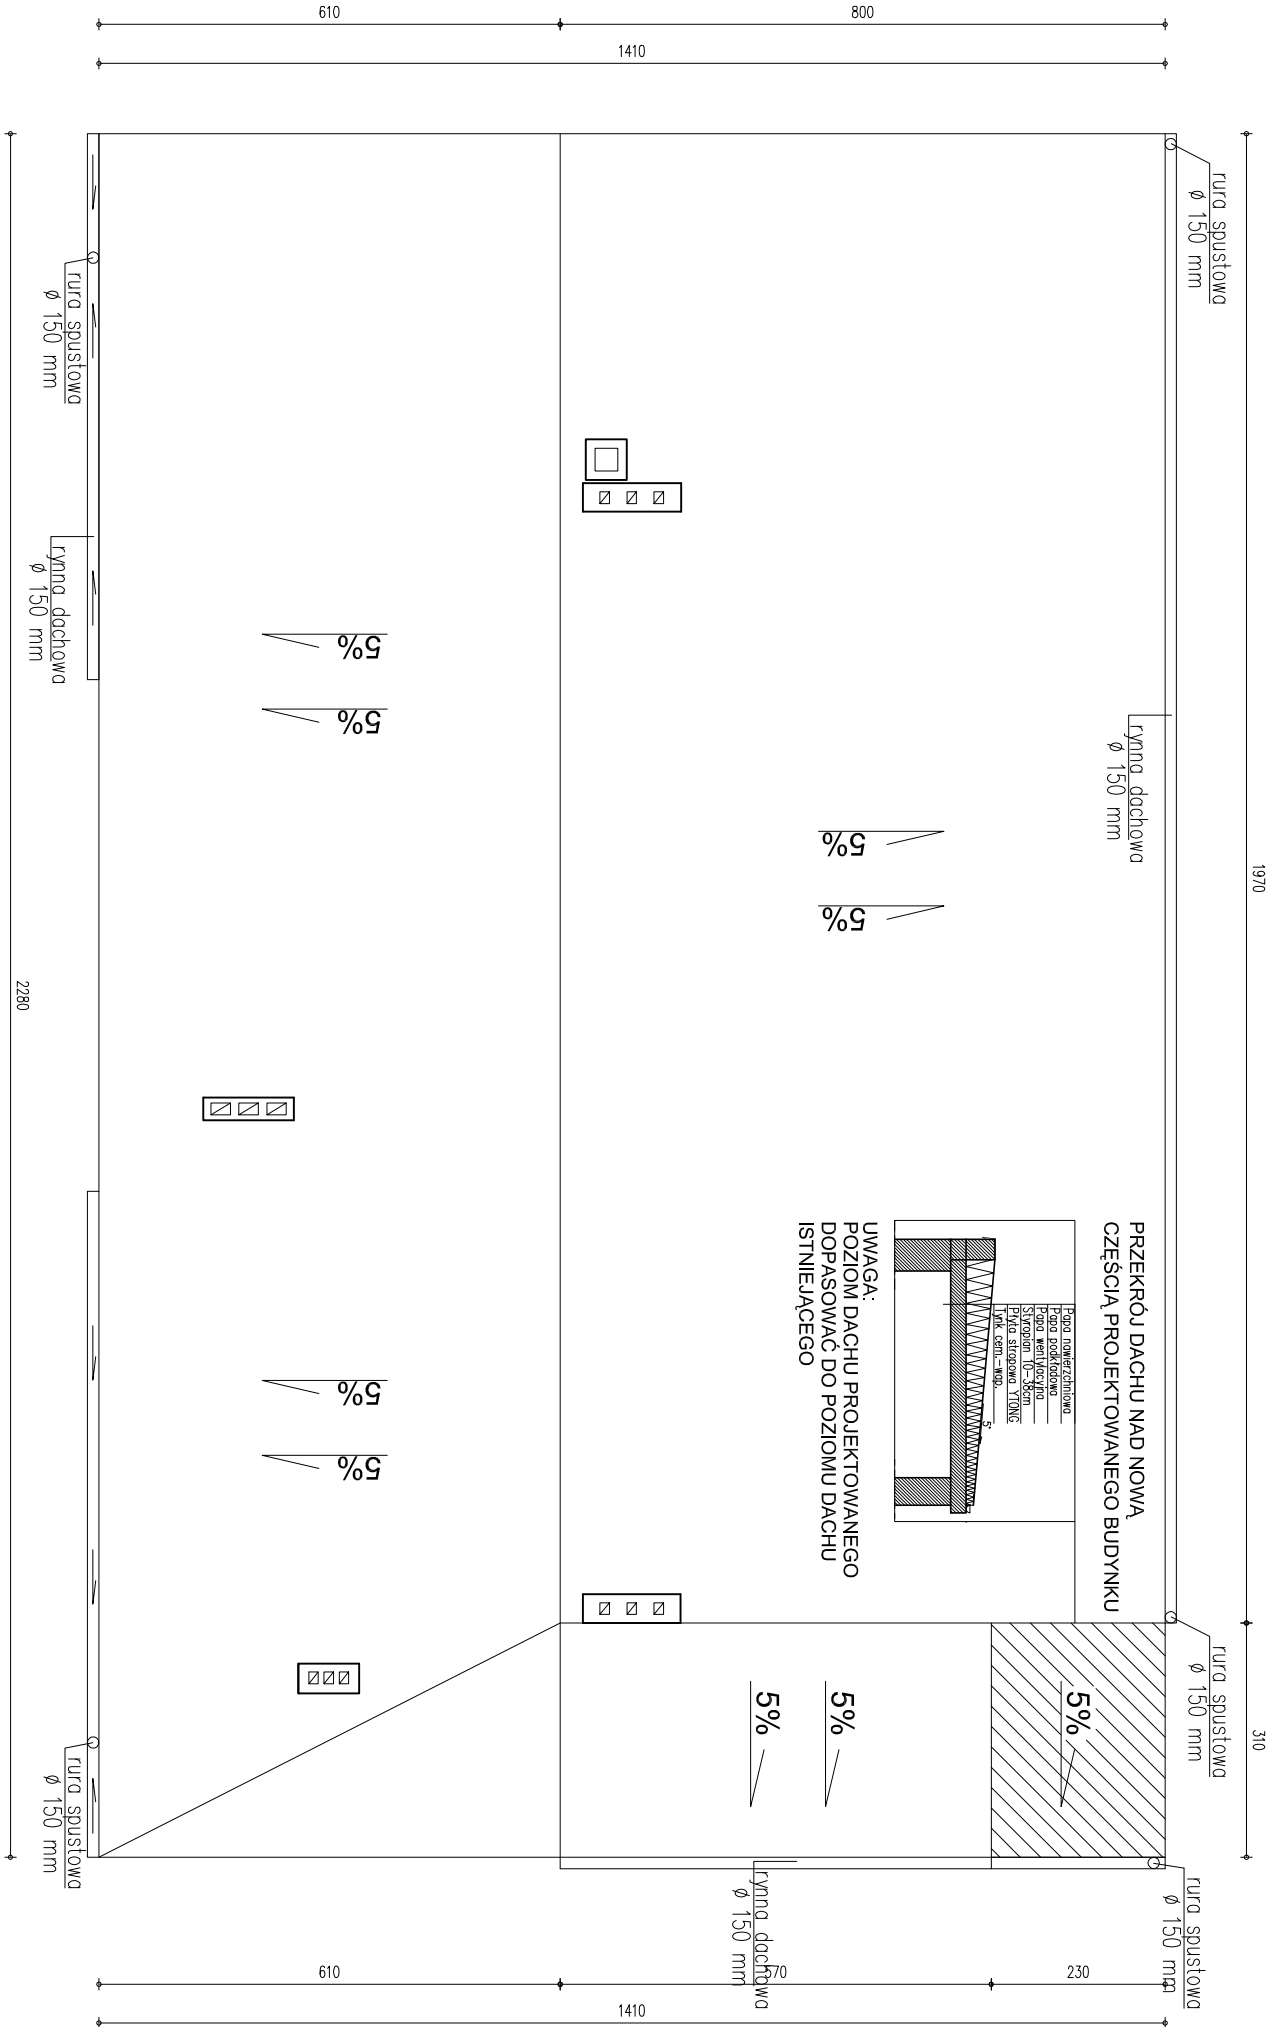 610
800
1410
rura spustowa
ø 150 mm
rura spustowa
ø 150 mm
rynna dachowa
ø 150 mm
rynna dachowa
ø 150 mm
1970
2280
5%
5%
5%
5%
PRZEKRÓJ DACHU NAD NOWĄ
CZĘŚCIĄ PROJEKTOWANEGO BUDYNKU
Papa nawierzchniowa
Papa podkładowa
Papa wentylacyjna
Styropian 10-38cm
Płyta stropowa YTONG
Tynk cem.-wap.
5°
UWAGA:
POZIOM DACHU PROJEKTOWANEGO
DOPASOWAĆ DO POZIOMU DACHU
ISTNIEJĄCEGO
5%
5%
rura spustowa
ø 150 mm
310
5%
5%
5%
rura spustowa
ø 150 mm
rynna dachowa
ø 150 mm
rura spustowa
ø 150 mm
610
570
230
1410